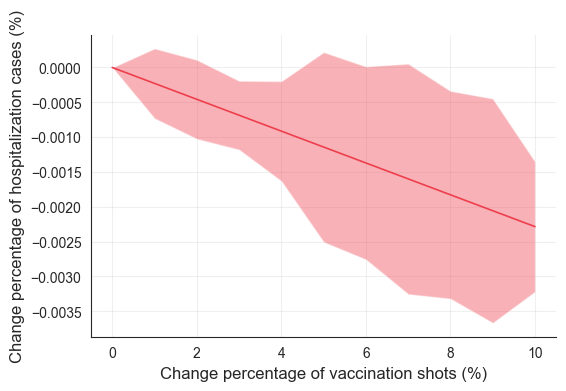 Change percentage of hospitalization cases (%)
0.0000
−0.0005
−0.0010
−0.0015
−0.0020
−0.0025
−0.0030
−0.0035
0 2 4 6 8 10
Change percentage of vaccination shots (%)